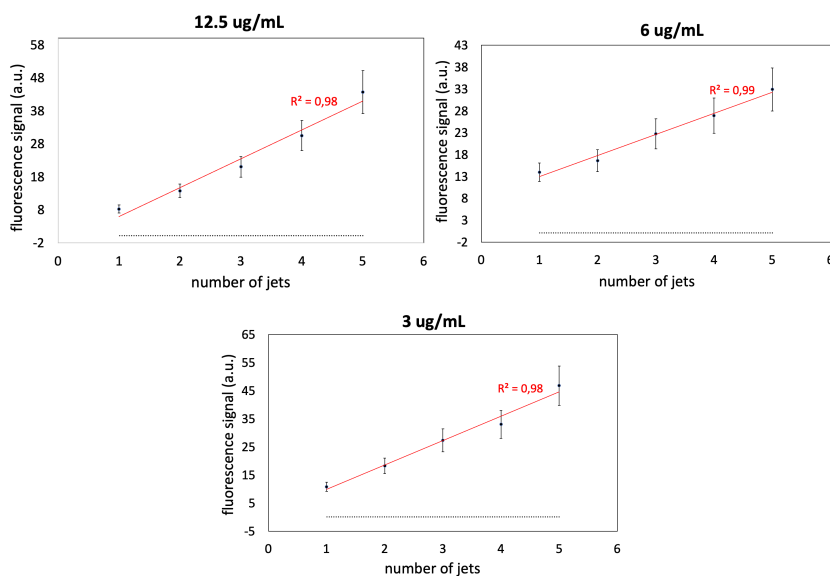 12.5 ug/mL
fluorescence signal (a.u.)
58
48
38
28
18
8
-2
R² = 0,98
0 1 2 3 4 5 6
number of jets
6 ug/mL
fluorescence signal (a.u.)
43
38
33
28
23
18
13
8
3
-2
R² = 0,99
0 1 2 3 4 5 6
number of jets
3 ug/mL
fluorescence signal (a.u.)
65
55
45
35
25
15
5
-5
R² = 0,98
0 1 2 3 4 5 6
number of jets